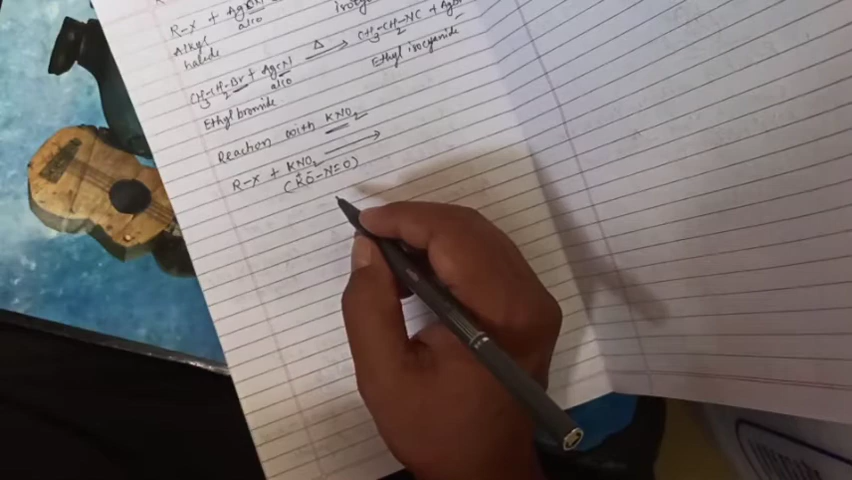 R-X + AgCN
alco
Alkyl
halide
CH3-CH2-Br + AgCN →Δ CH3-CH2-NC + AgBr
alco
Ethyl bromide Ethyl isocyanide
Reaction with KNO2
R-X + KNO2 →
(K⁺O⁻-N=O)